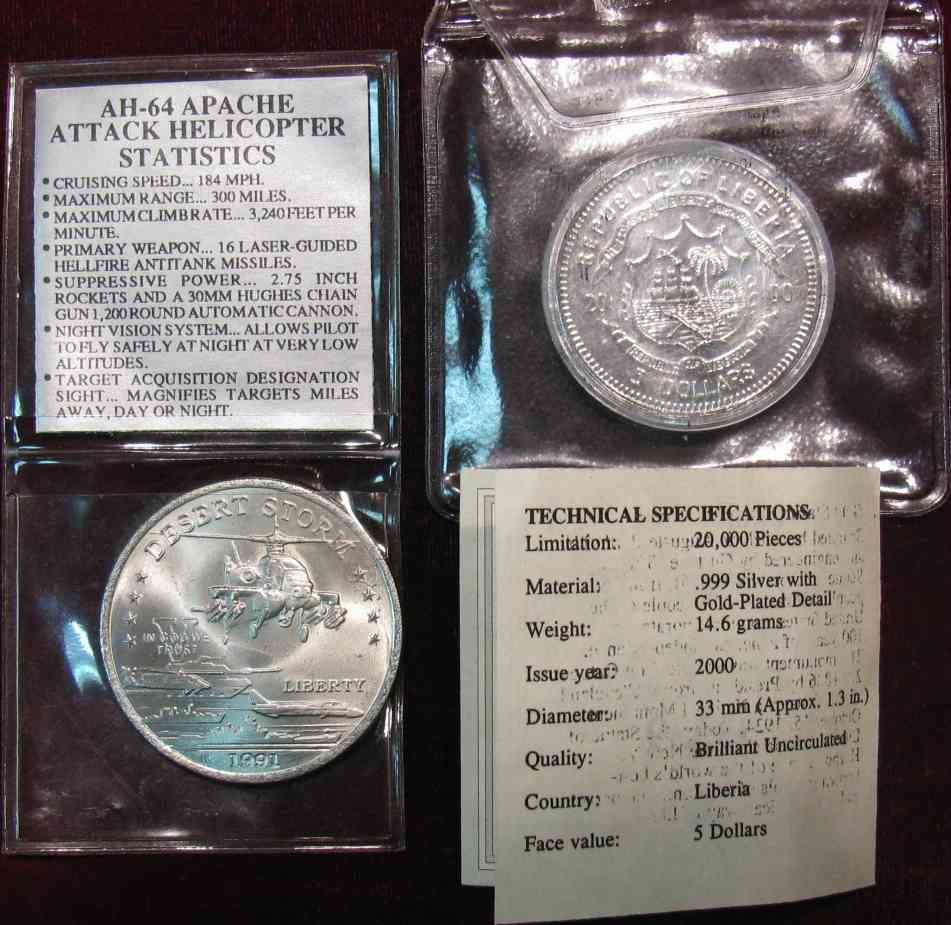 AH-64 APACHE
ATTACK HELICOPTER
STATISTICS
• CRUISING SPEED... 184 MPH.
• MAXIMUM RANGE... 300 MILES.
• MAXIMUM CLIMB RATE... 3,240 FEET PER
MINUTE.
• PRIMARY WEAPON... 16 LASER-GUIDED
HELLFIRE ANTITANK MISSILES.
• SUPPRESSIVE POWER... 2.75 INCH
ROCKETS AND A 30MM HUGHES CHAIN
GUN 1,200 ROUND AUTOMATIC CANNON.
• NIGHT VISION SYSTEM... ALLOWS PILOT
TO FLY SAFELY AT NIGHT AT VERY LOW
ALTITUDES.
• TARGET ACQUISITION DESIGNATION
SIGHT... MAGNIFIES TARGETS MILES
AWAY, DAY OR NIGHT.
DESERT STORM
V
IN GOD WE
TRUST
LIBERTY
1991
REPUBLIC OF LIBERIA
REPUBLIC OF LIBERIA
DOLLARS
TECHNICAL SPECIFICATIONS
Limitation: 20,000 Pieces
Material: .999 Silver with
Gold-Plated Detail
Weight: 14.6 grams
Issue year: 2000
Diameter: 33 mm (Approx. 1.3 in.)
Quality: Brilliant Uncirculated
Country: Liberia
Face value: 5 Dollars